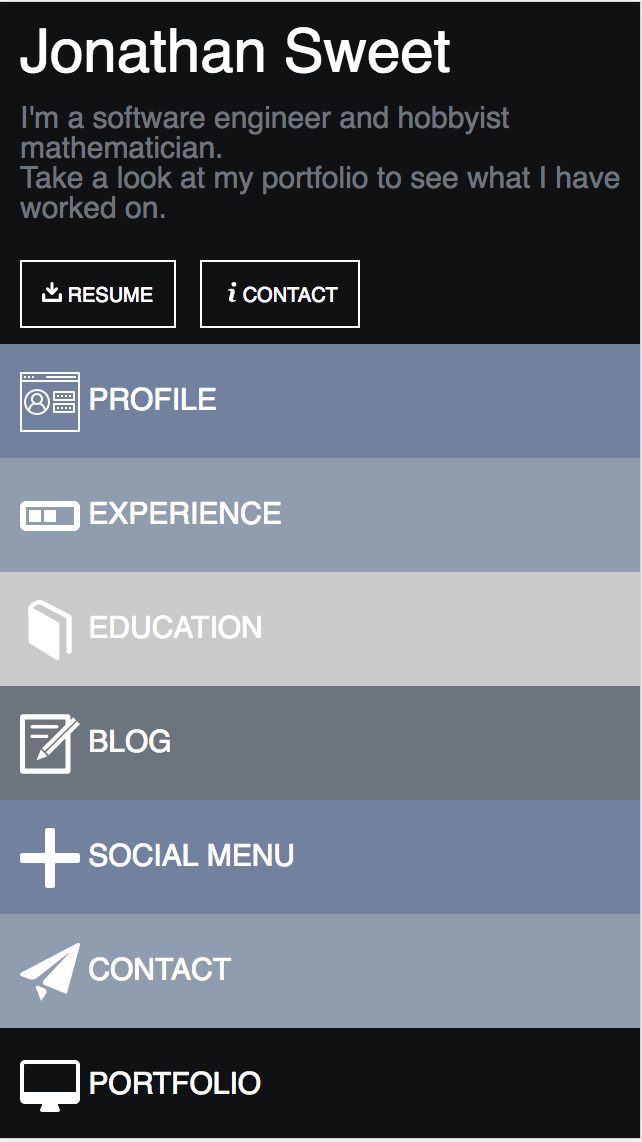 Jonathan Sweet
I'm a software engineer and hobbyist
mathematician.
Take a look at my portfolio to see what I have
worked on.
RESUME
CONTACT
PROFILE
EXPERIENCE
EDUCATION
BLOG
SOCIAL MENU
CONTACT
PORTFOLIO